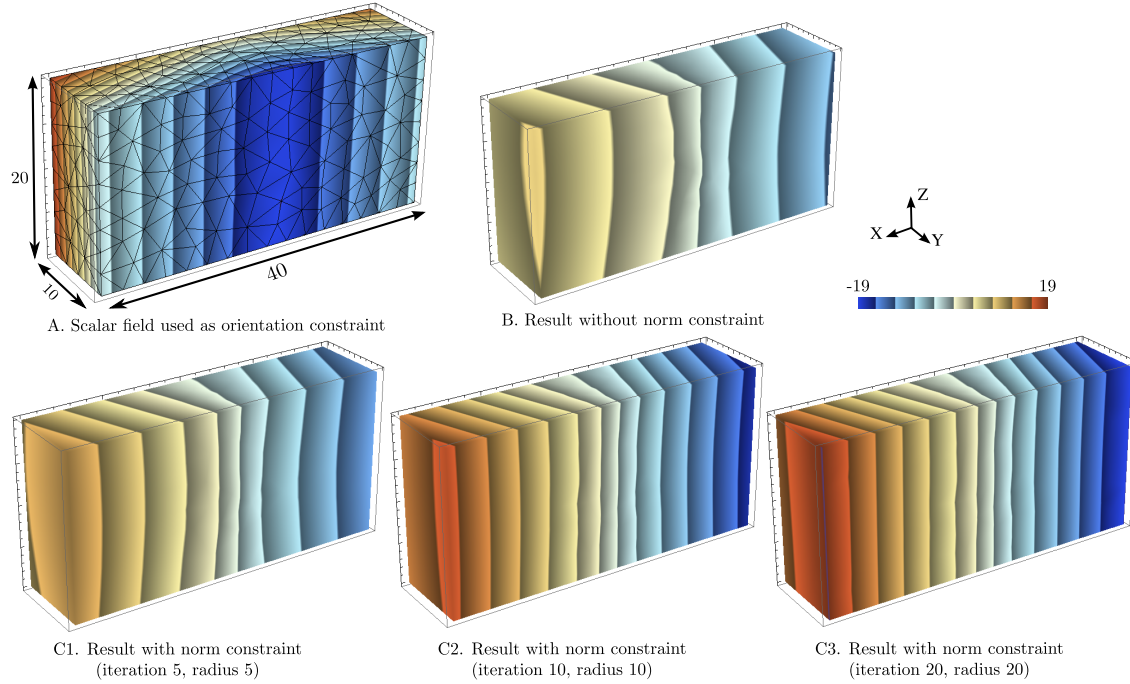 20
10
40
A. Scalar field used as orientation constraint
B. Result without norm constraint
Z
X
Y
-19 19
C1. Result with norm constraint
(iteration 5, radius 5)
C2. Result with norm constraint
(iteration 10, radius 10)
C3. Result with norm constraint
(iteration 20, radius 20)